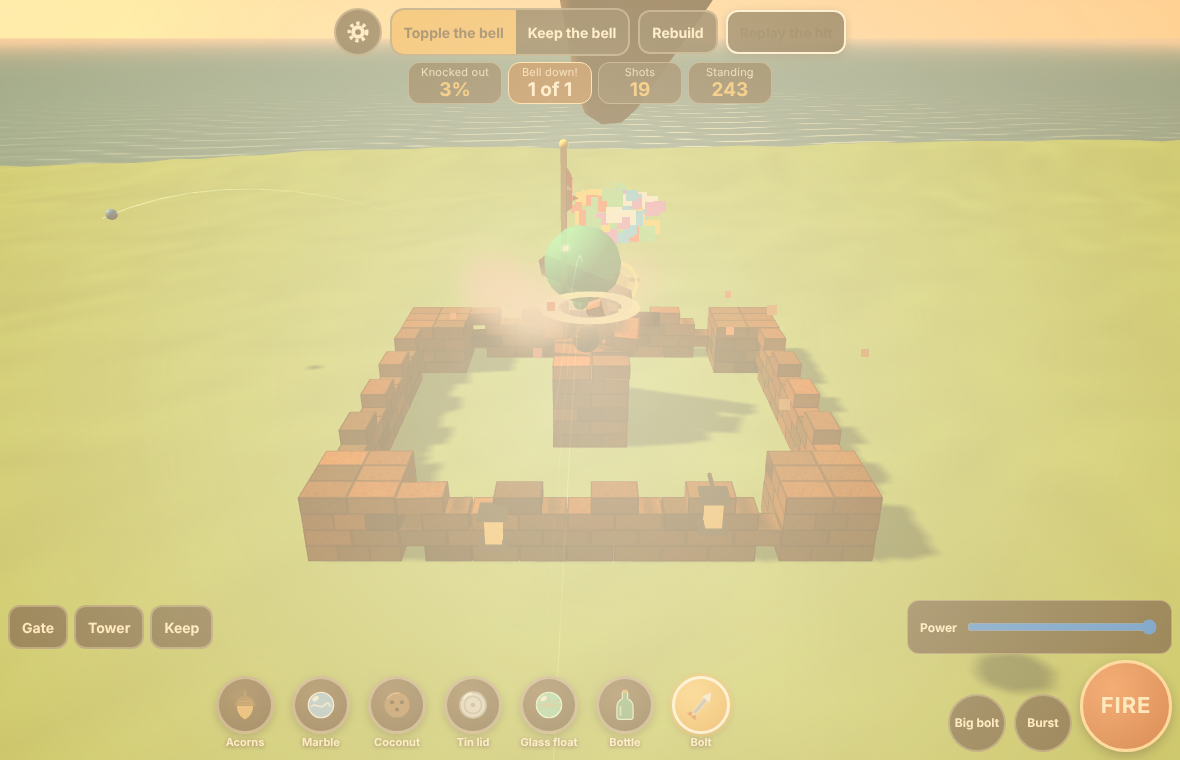 Topple the bell
Keep the bell
Rebuild
Replay the hit
Knocked out
3%
Bell down!
1 of 1
Shots
19
Standing
243
Gate
Tower
Keep
Power
Big bolt
Burst
FIRE
Acorns
Marble
Coconut
Tin lid
Glass float
Bottle
Bolt